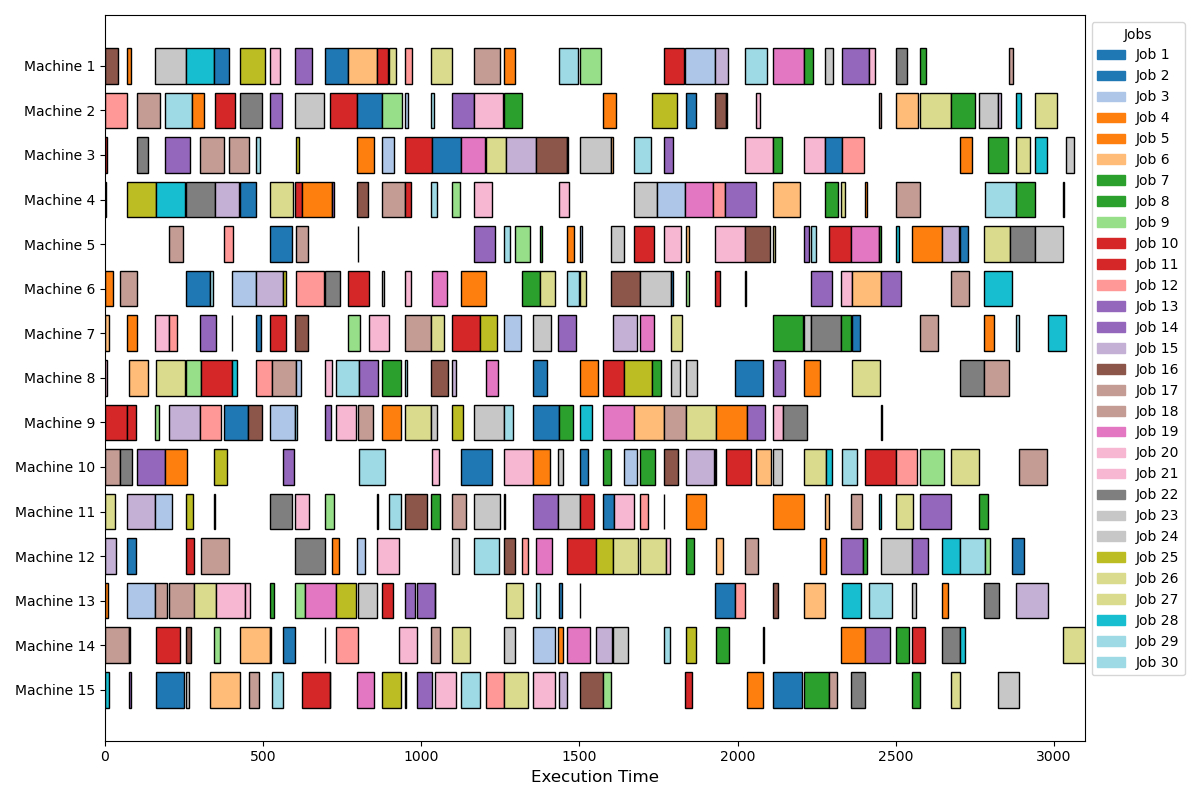 Machine 1
Machine 2
Machine 3
Machine 4
Machine 5
Machine 6
Machine 7
Machine 8
Machine 9
Machine 10
Machine 11
Machine 12
Machine 13
Machine 14
Machine 15
0 500 1000 1500 2000 2500 3000
Execution Time
Jobs
Job 1
Job 2
Job 3
Job 4
Job 5
Job 6
Job 7
Job 8
Job 9
Job 10
Job 11
Job 12
Job 13
Job 14
Job 15
Job 16
Job 17
Job 18
Job 19
Job 20
Job 21
Job 22
Job 23
Job 24
Job 25
Job 26
Job 27
Job 28
Job 29
Job 30